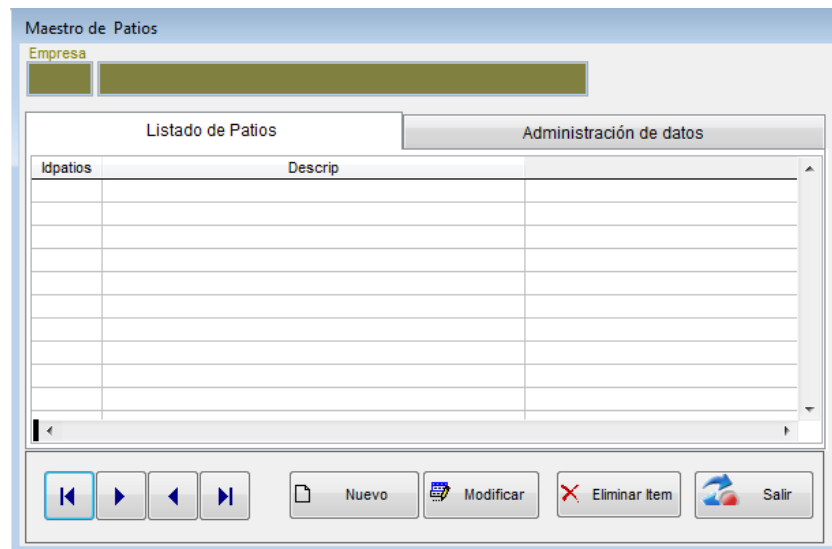 Maestro de Patios
Empresa
Listado de Patios Administración de datos
Idpatios Descrip
Nuevo Modificar Eliminar Item Salir